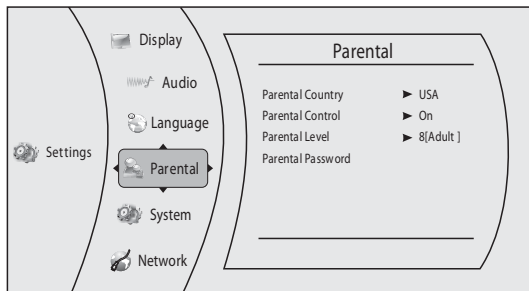 Settings
Display
Audio
Language
Parental
System
Network
Parental
Parental Country ► USA
Parental Control ► On
Parental Level ► 8[Adult ]
Parental Password